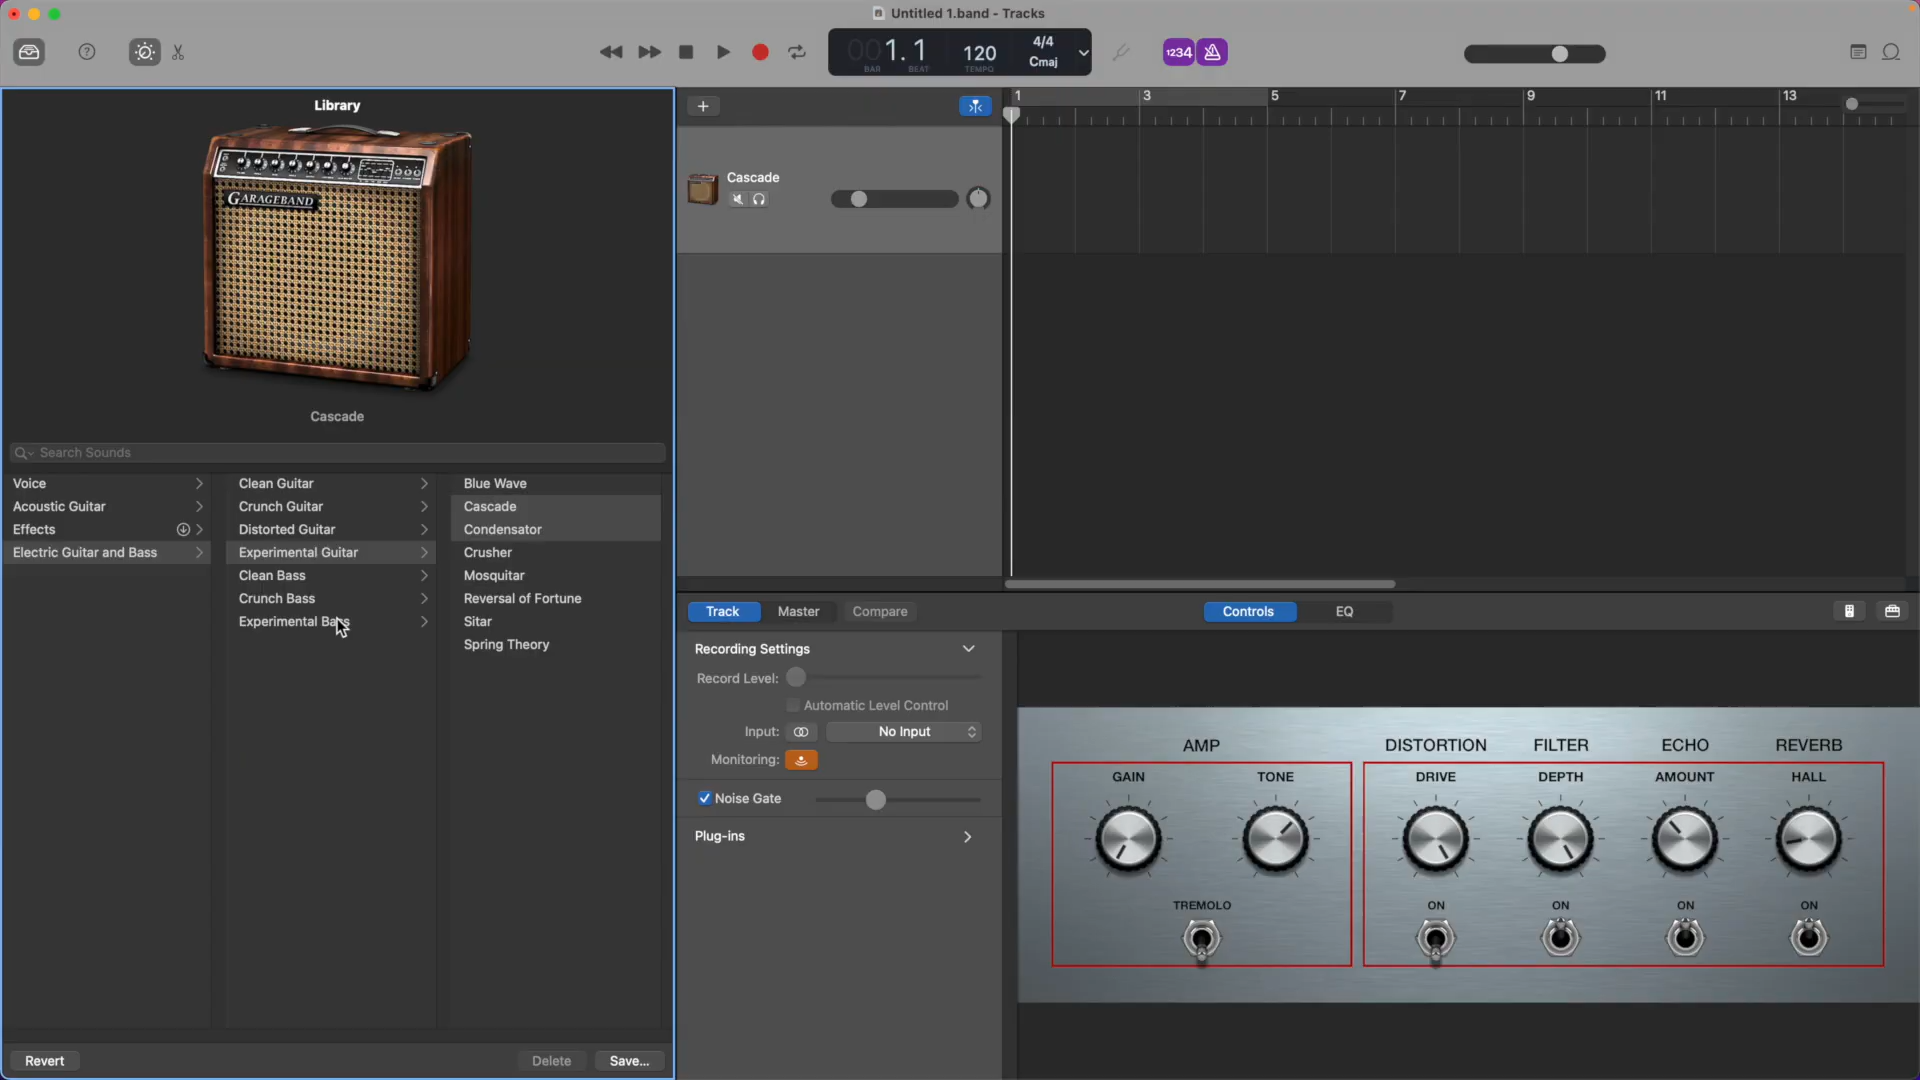 Untitled 1.band - Tracks
1234
001.1
BAR BEAT
120
TEMPO
4/4
Cmaj
Library
GARAGEBAND
Cascade
Search Sounds
Voice
Acoustic Guitar
Effects
Electric Guitar and Bass
Clean Guitar
Crunch Guitar
Distorted Guitar
Experimental Guitar
Clean Bass
Crunch Bass
Experimental Bass
Blue Wave
Cascade
Condensator
Crusher
Mosquitar
Reversal of Fortune
Sitar
Spring Theory
Revert
Delete
Save...
1 3 5 7 9 11 13
Cascade
Track
Master
Compare
Controls
EQ
Recording Settings
Record Level:
Automatic Level Control
Input:
No Input
Monitoring:
Noise Gate
Plug-ins
AMP
GAIN
TONE
TREMOLO
DISTORTION
FILTER
ECHO
REVERB
DRIVE
DEPTH
AMOUNT
HALL
ON
ON
ON
ON